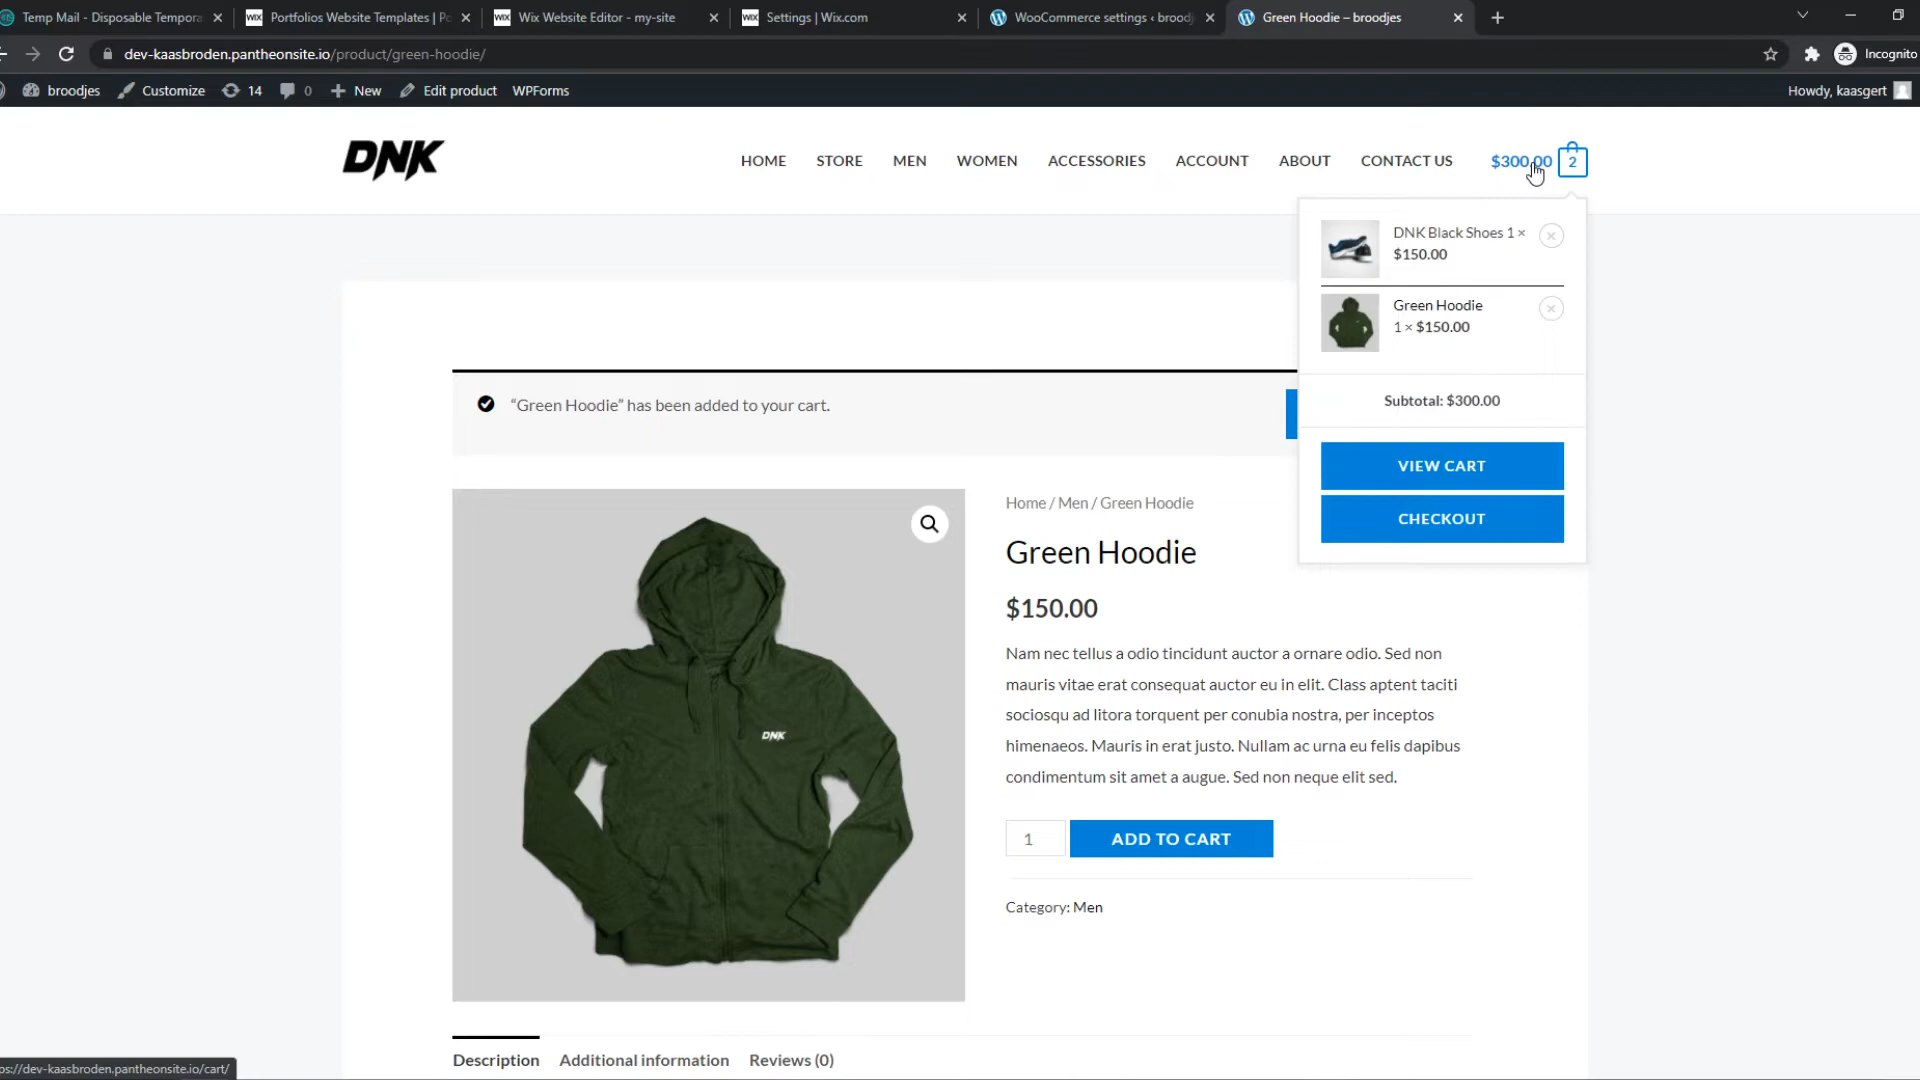 Temp Mail - Disposable Tempora
WIX Portfolios Website Templates | Po
WIX Wix Website Editor - my-site
WIX Settings | Wix.com
WooCommerce settings ‹ broodj
Green Hoodie – broodjes
dev-kaasbroden.pantheonsite.io/product/green-hoodie/
Incognito
broodjes
Customize
14
0
New
Edit product
WPForms
Howdy, kaasgert
DNK
HOME
STORE
MEN
WOMEN
ACCESSORIES
ACCOUNT
ABOUT
CONTACT US
$300.00
2
DNK Black Shoes 1 ×
$150.00
Green Hoodie
1 × $150.00
Subtotal: $300.00
VIEW CART
CHECKOUT
“Green Hoodie” has been added to your cart.
DNK
Home / Men / Green Hoodie
Green Hoodie
$150.00
Nam nec tellus a odio tincidunt auctor a ornare odio. Sed non
mauris vitae erat consequat auctor eu in elit. Class aptent taciti
sociosqu ad litora torquent per conubia nostra, per inceptos
himenaeos. Mauris in erat justo. Nullam ac urna eu felis dapibus
condimentum sit amet a augue. Sed non neque elit sed.
1
ADD TO CART
Category: Men
Description
Additional information
Reviews (0)
ps://dev-kaasbroden.pantheonsite.io/cart/